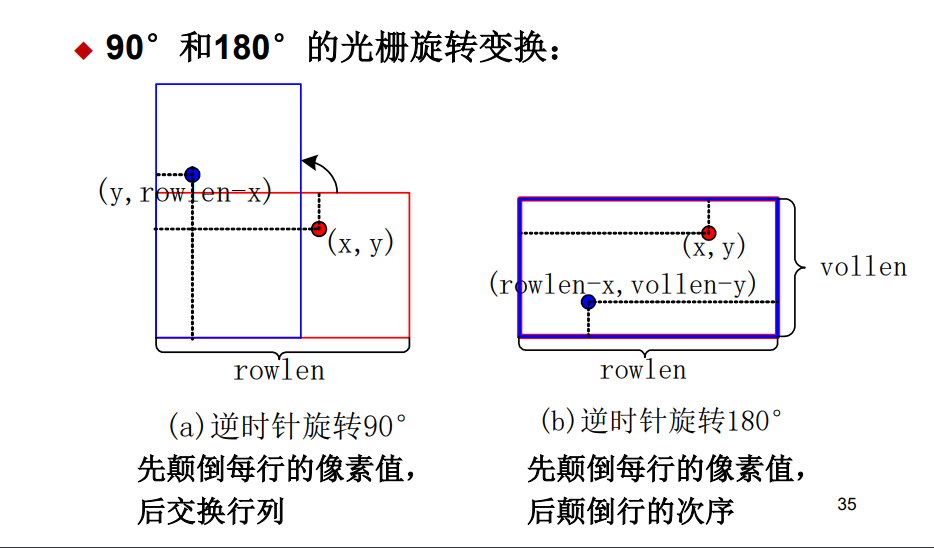 ◆ 90°和180°的光栅旋转变换：
(y,rowlen-x)
(x,y)
rowlen
(a)逆时针旋转90°
先颠倒每行的像素值，
后交换行列
(x,y)
(rowlen-x,vollen-y)
vollen
rowlen
(b)逆时针旋转180°
先颠倒每行的像素值，
后颠倒行的次序
35